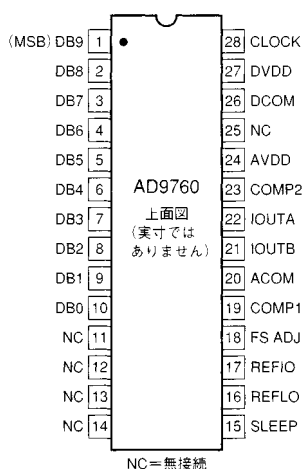 (MSB) DB9 1 28 CLOCK
DB8 2 27 DVDD
DB7 3 26 DCOM
DB6 4 25 NC
DB5 5 24 AVDD
DB4 6 AD9760 23 COMP2
DB3 7 上面図 22 IOUTA
DB2 8 (実寸では 21 IOUTB
DB1 9 ありません) 20 ACOM
DB0 10 19 COMP1
NC 11 18 FS ADJ
NC 12 17 REFIO
NC 13 16 REFLO
NC 14 15 SLEEP
NC=無接続